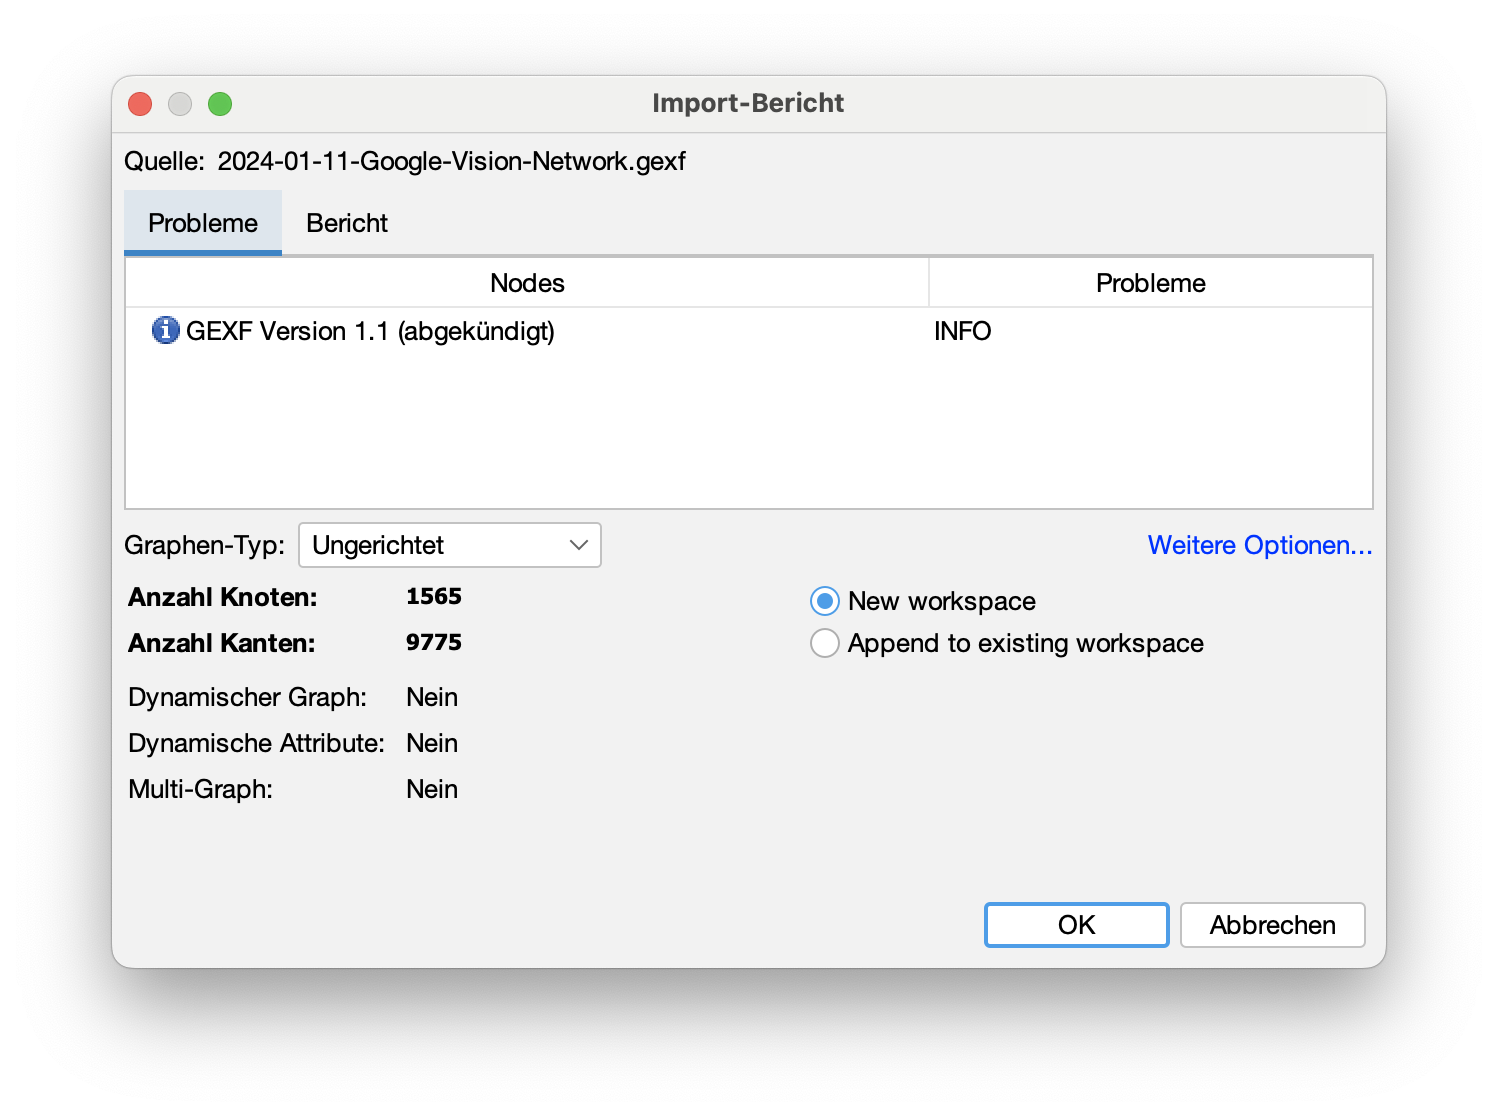 Import-Bericht
Quelle: 2024-01-11-Google-Vision-Network.gexf
Probleme Bericht
Nodes Probleme
GEXF Version 1.1 (abgekündigt) INFO
Graphen-Typ: Ungerichtet Weitere Optionen...
Anzahl Knoten: 1565 New workspace
Anzahl Kanten: 9775 Append to existing workspace
Dynamischer Graph: Nein
Dynamische Attribute: Nein
Multi-Graph: Nein
OK Abbrechen